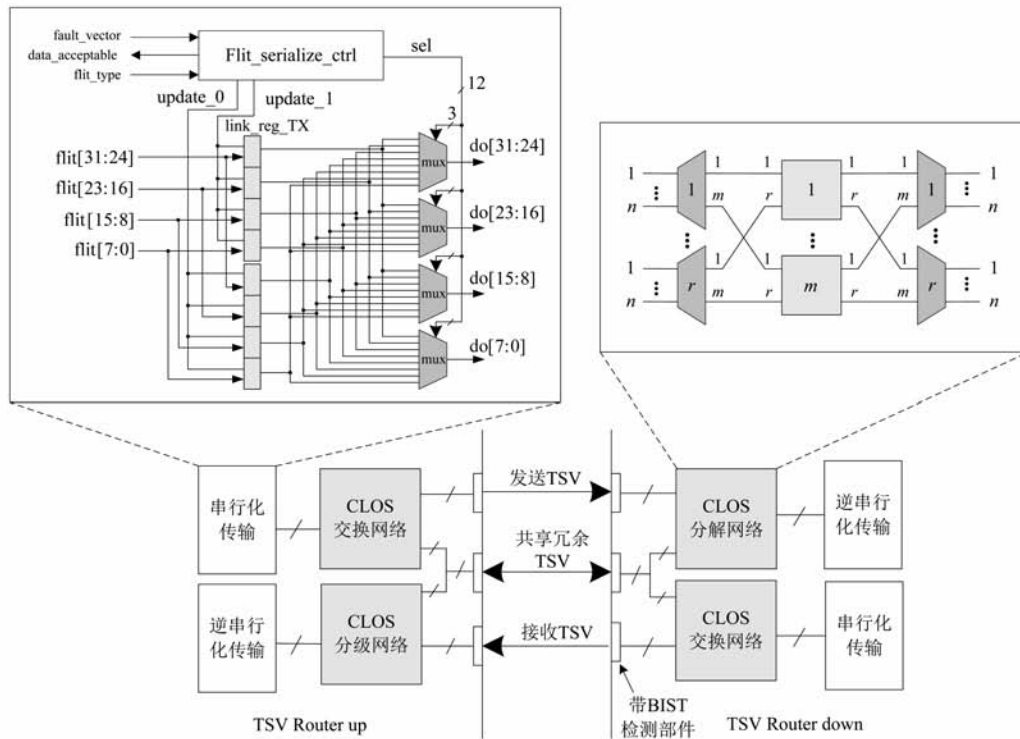 fault_vector
data_acceptable
flit_type
Flit_serialize_ctrl
sel
12
update_0
update_1
3
link_reg_TX
flit[31:24]
flit[23:16]
flit[15:8]
flit[7:0]
mux
do[31:24]
mux
do[23:16]
mux
do[15:8]
mux
do[7:0]
1 1 1 1 1 1 1 1 1
n m r r m n
1 1 1 1 1 1
n r m r m r m r n
串行化
传输
CLOS
交换网络
发送TSV
CLOS
分解网络
逆串行
化传输
共享冗余
TSV
逆串行
化传输
CLOS
分级网络
接收TSV
CLOS
交换网络
串行化
传输
带BIST
检测部件
TSV Router up
TSV Router down